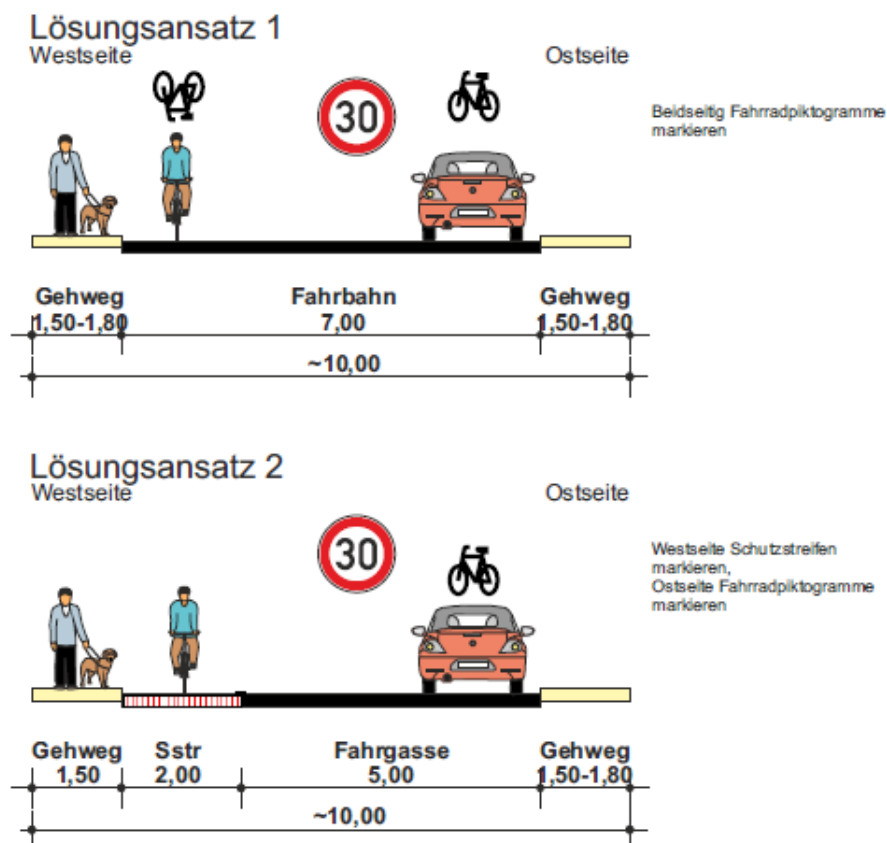 Lösungsansatz 1
Westseite
Ostseite
30
Beidseitig Fahrradpiktogramme
markieren
Gehweg Fahrbahn Gehweg
1,50-1,80 7,00 1,50-1,80
~10,00
Lösungsansatz 2
Westseite
Ostseite
30
Westseite Schutzstreifen
markieren,
Ostseite Fahrradpiktogramme
markieren
Gehweg Sstr Fahrgasse Gehweg
1,50 2,00 5,00 1,50-1,80
~10,00